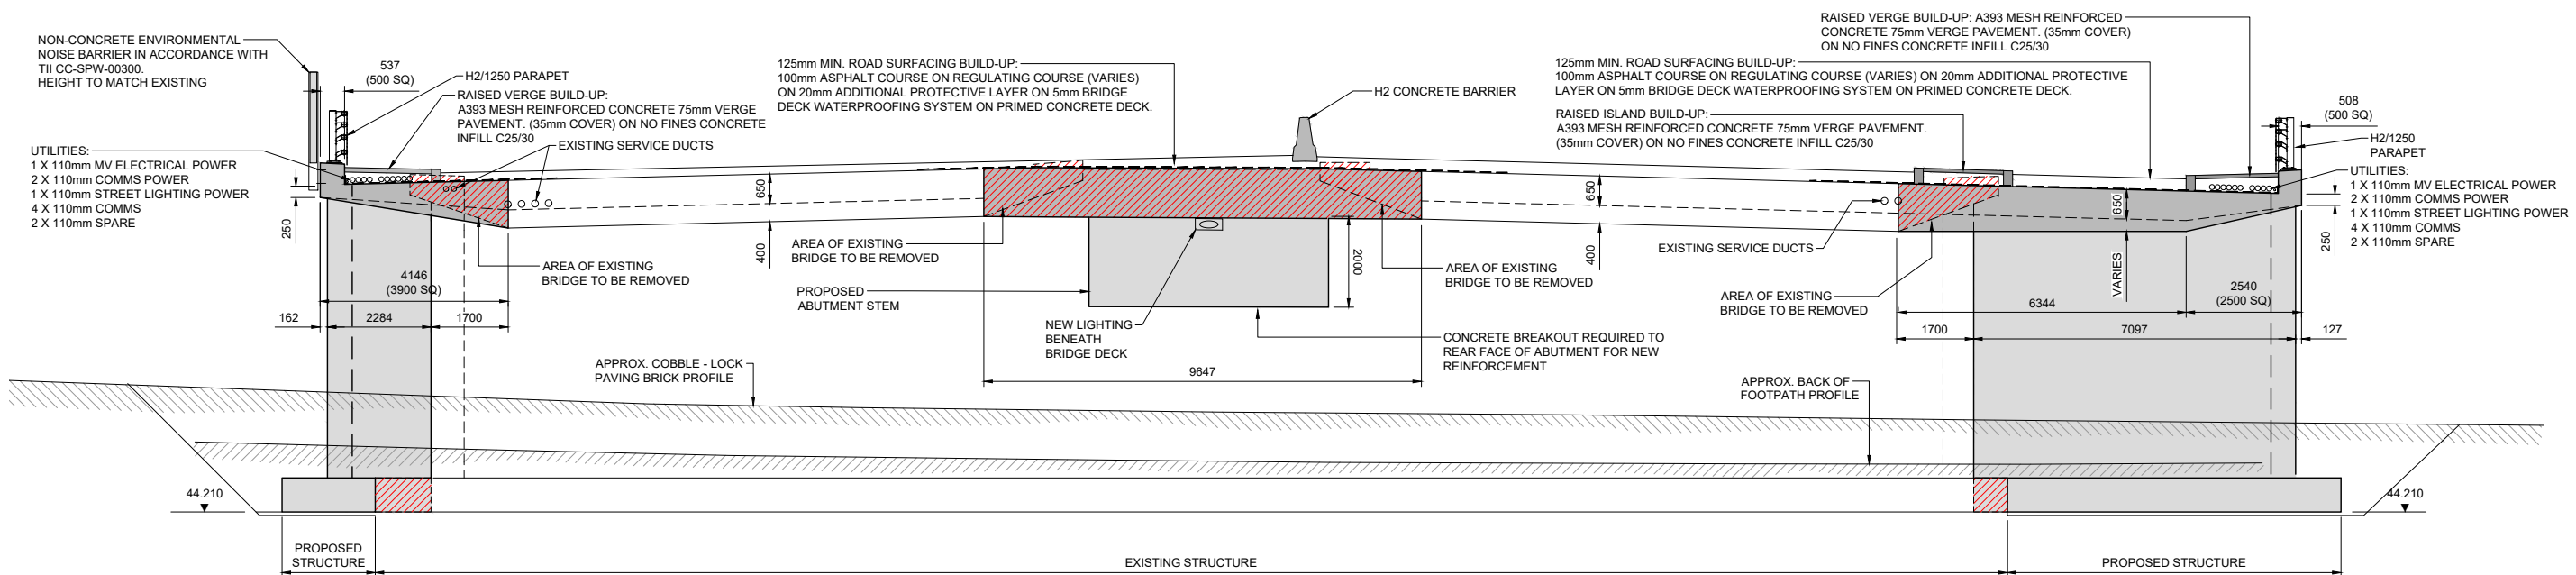 NON-CONCRETE ENVIRONMENTAL
NOISE BARRIER IN ACCORDANCE WITH
TII CC-SPW-00300.
HEIGHT TO MATCH EXISTING
537
(500 SQ)
H2/1250 PARAPET
RAISED VERGE BUILD-UP:
A393 MESH REINFORCED CONCRETE 75mm VERGE
PAVEMENT. (35mm COVER) ON NO FINES CONCRETE
INFILL C25/30
EXISTING SERVICE DUCTS
UTILITIES:
1 X 110mm MV ELECTRICAL POWER
2 X 110mm COMMS POWER
1 X 110mm STREET LIGHTING POWER
4 X 110mm COMMS
2 X 110mm SPARE
250
125mm MIN. ROAD SURFACING BUILD-UP:
100mm ASPHALT COURSE ON REGULATING COURSE (VARIES)
ON 20mm ADDITIONAL PROTECTIVE LAYER ON 5mm BRIDGE
DECK WATERPROOFING SYSTEM ON PRIMED CONCRETE DECK.
H2 CONCRETE BARRIER
RAISED VERGE BUILD-UP: A393 MESH REINFORCED
CONCRETE 75mm VERGE PAVEMENT. (35mm COVER)
ON NO FINES CONCRETE INFILL C25/30
125mm MIN. ROAD SURFACING BUILD-UP:
100mm ASPHALT COURSE ON REGULATING COURSE (VARIES) ON 20mm ADDITIONAL PROTECTIVE
LAYER ON 5mm BRIDGE DECK WATERPROOFING SYSTEM ON PRIMED CONCRETE DECK.
RAISED ISLAND BUILD-UP:
A393 MESH REINFORCED CONCRETE 75mm VERGE PAVEMENT.
(35mm COVER) ON NO FINES CONCRETE INFILL C25/30
508
(500 SQ)
H2/1250
PARAPET
UTILITIES:
1 X 110mm MV ELECTRICAL POWER
2 X 110mm COMMS POWER
1 X 110mm STREET LIGHTING POWER
4 X 110mm COMMS
2 X 110mm SPARE
250
650
400
650
400
650
VARIES
AREA OF EXISTING
BRIDGE TO BE REMOVED
4146
(3900 SQ)
162
2284
1700
AREA OF EXISTING
BRIDGE TO BE REMOVED
PROPOSED
ABUTMENT STEM
NEW LIGHTING
BENEATH
BRIDGE DECK
2000
AREA OF EXISTING
BRIDGE TO BE REMOVED
CONCRETE BREAKOUT REQUIRED TO
REAR FACE OF ABUTMENT FOR NEW
REINFORCEMENT
9647
EXISTING SERVICE DUCTS
AREA OF EXISTING
BRIDGE TO BE REMOVED
6344
2540
(2500 SQ)
1700
7097
127
APPROX. COBBLE - LOCK
PAVING BRICK PROFILE
APPROX. BACK OF
FOOTPATH PROFILE
44.210
44.210
PROPOSED
STRUCTURE
EXISTING STRUCTURE
PROPOSED STRUCTURE